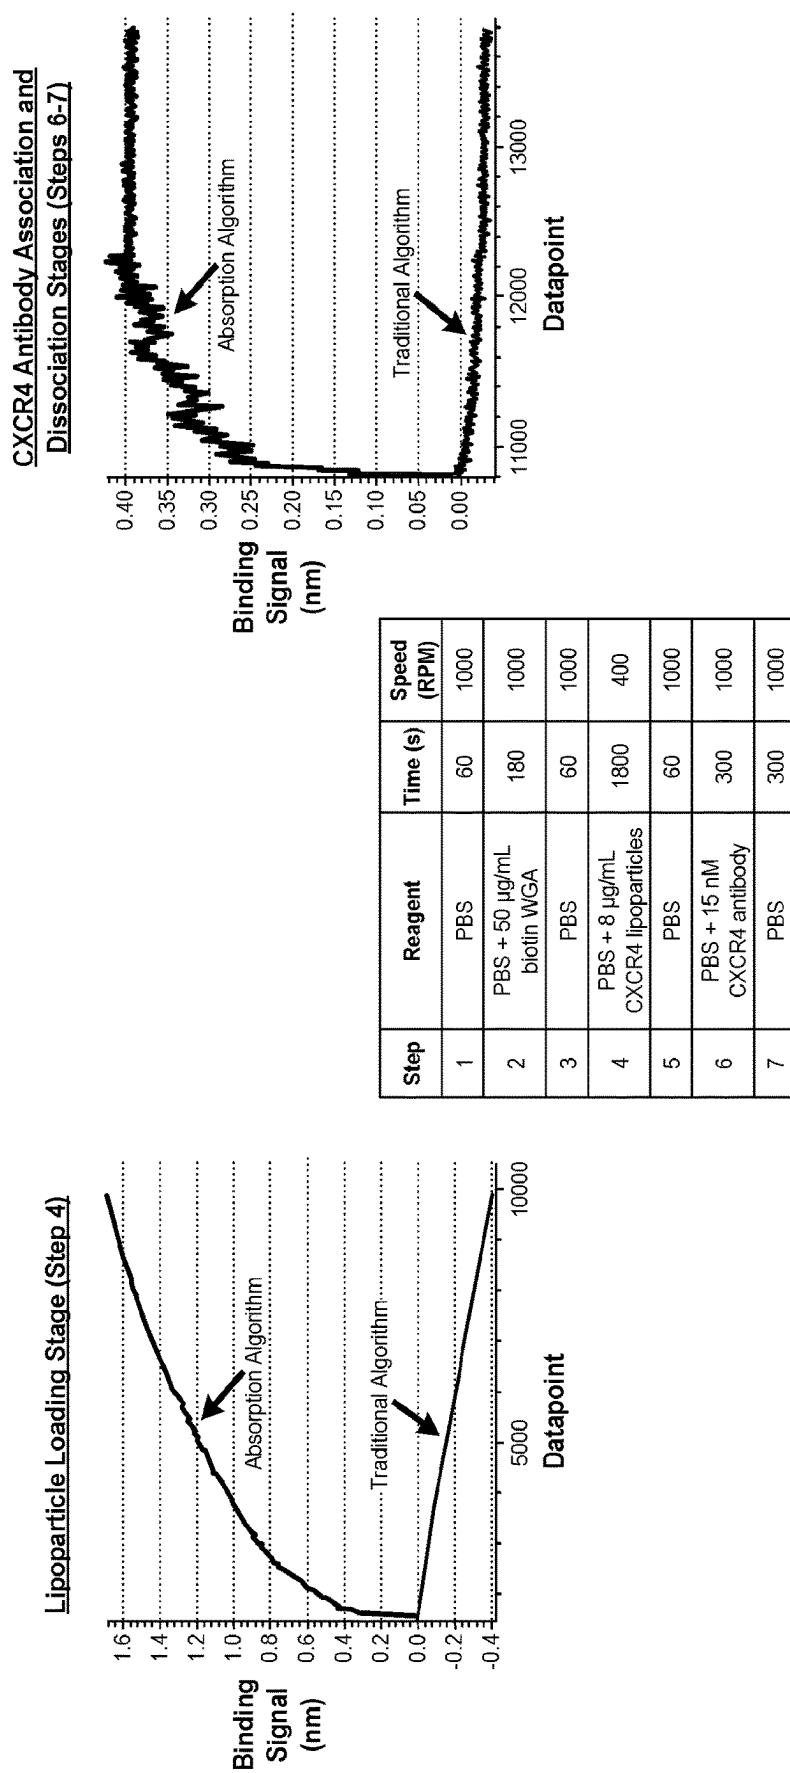 Lipoparticle Loading Stage (Step 4)
Binding
Signal
(nm)
1.6
1.4
1.2
1.0
0.8
0.6
0.4
0.2
0.0
-0.2
-0.4
Absorption Algorithm
Traditional Algorithm
5000
10000
Datapoint
Step Reagent Time (s) Speed (RPM)
1 PBS 60 1000
2 PBS + 50 µg/mL biotin WGA 180 1000
3 PBS 60 1000
4 PBS + 8 µg/mL CXCR4 lipoparticles 1800 400
5 PBS 60 1000
6 PBS + 15 nM CXCR4 antibody 300 1000
7 PBS 300 1000
CXCR4 Antibody Association and
Dissociation Stages (Steps 6-7)
Binding
Signal
(nm)
0.40
0.35
0.30
0.25
0.20
0.15
0.10
0.05
0.00
Absorption Algorithm
Traditional Algorithm
11000
12000
13000
Datapoint